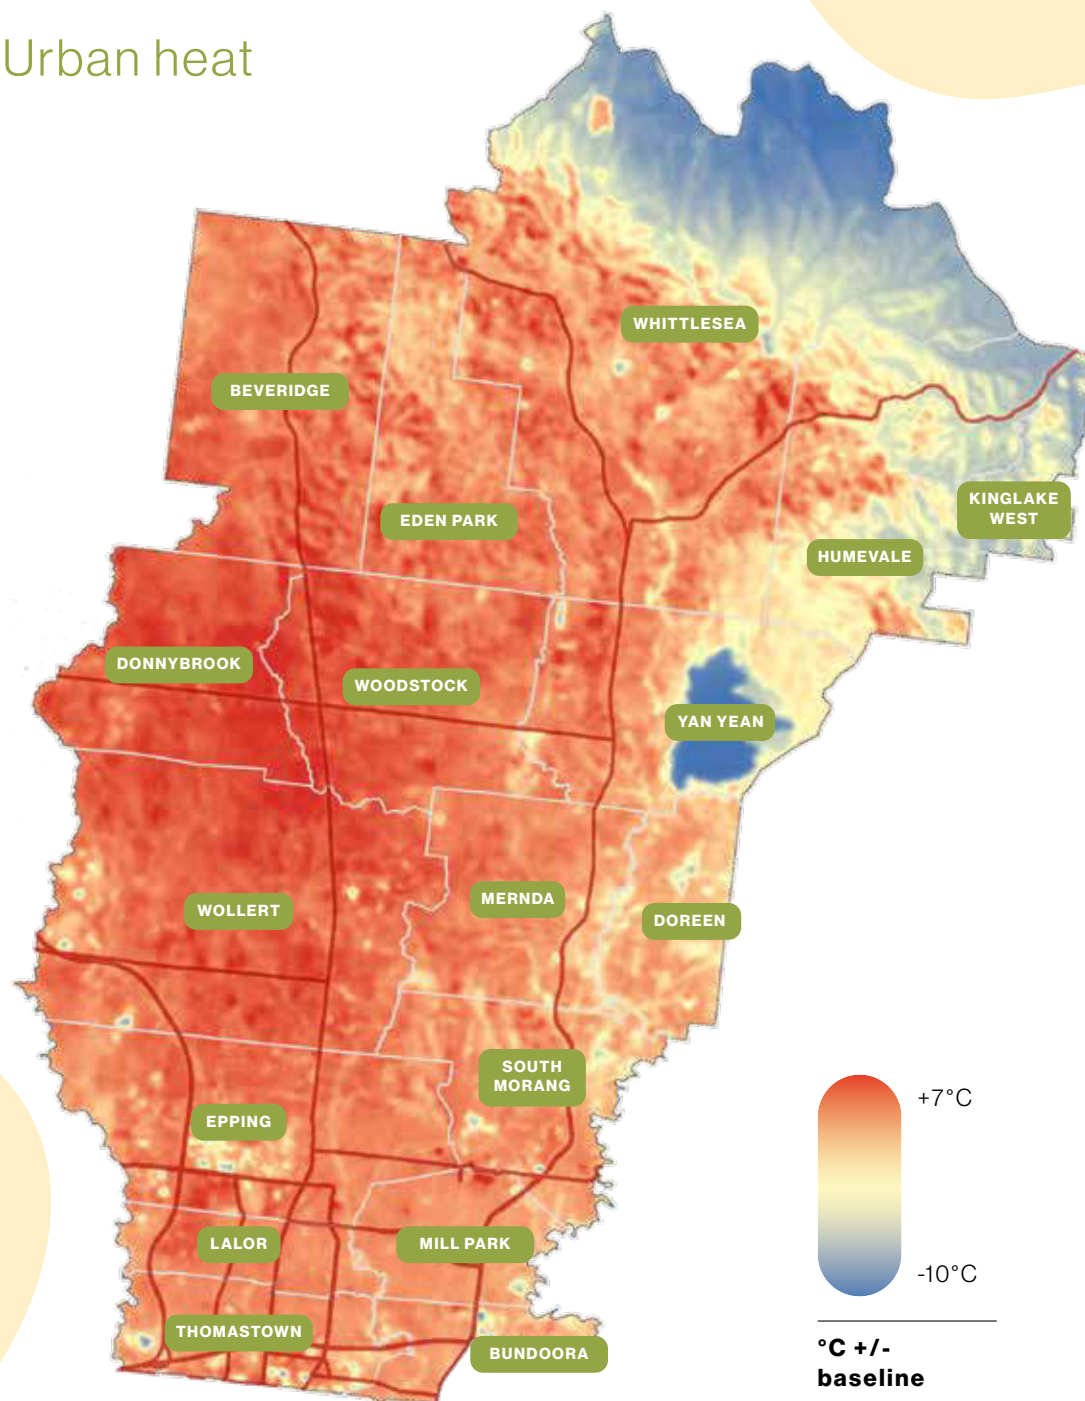 Urban heat
WHITTLESEA
BEVERIDGE
KINGLAKE
WEST
EDEN PARK
HUMEVALE
DONNYBROOK
WOODSTOCK
YAN YEAN
MERNDA
WOLLERT
DOREEN
SOUTH
MORANG
EPPING
LALOR
MILL PARK
THOMASTOWN
BUNDOORA
+7°C
-10°C
°C +/-
baseline